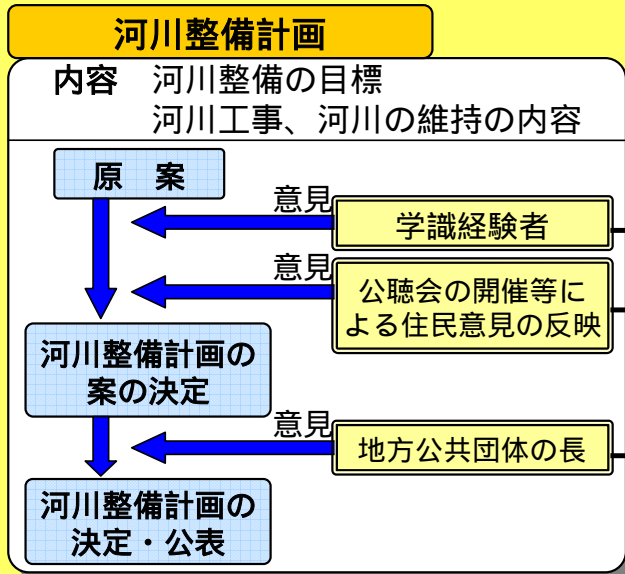 河川整備計画
内容 河川整備の目標
河川工事、河川の維持の内容
原 案
意見
学識経験者
意見
公聴会の開催等に
よる住民意見の反映
河川整備計画の
案の決定
意見
地方公共団体の長
河川整備計画の
決定・公表